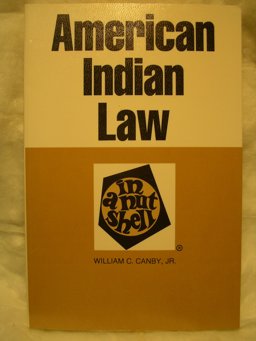 American
Indian
Law
in
a nut
shell
®
WILLIAM C. CANBY, JR.